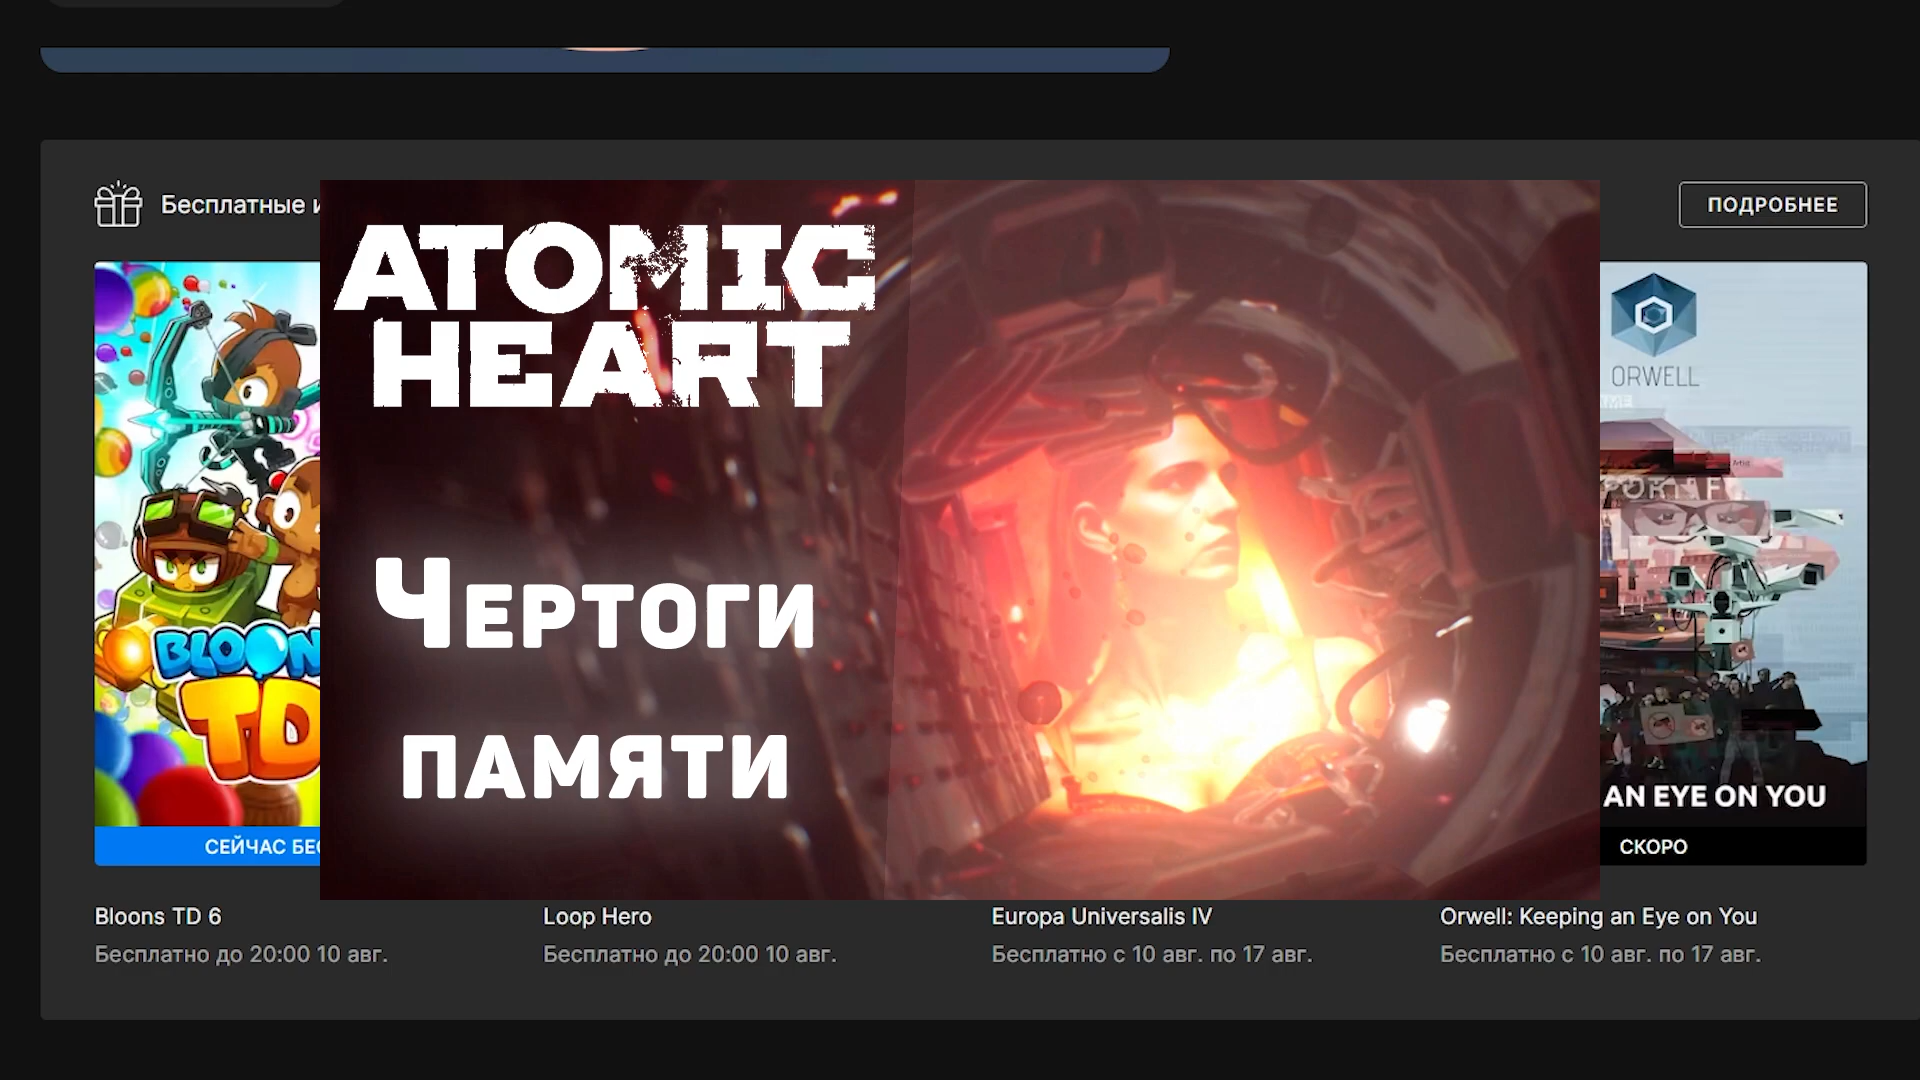 Бесплатные и
ПОДРОБНЕЕ
ATOMIC
HEART
Чертоги
памяти
BLOON
TD
ORWELL
AN EYE ON YOU
СЕЙЧАС БЕС
СКОРО
Bloons TD 6
Бесплатно до 20:00 10 авг.
Loop Hero
Бесплатно до 20:00 10 авг.
Europa Universalis IV
Бесплатно с 10 авг. по 17 авг.
Orwell: Keeping an Eye on You
Бесплатно с 10 авг. по 17 авг.